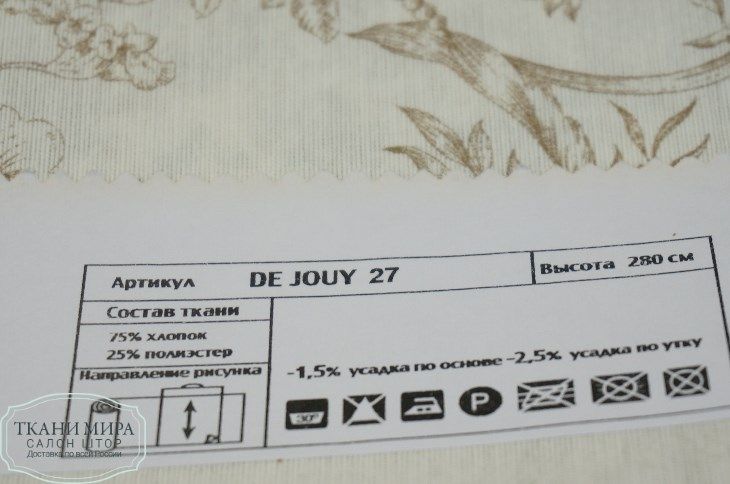 Артикул DE JOUY 27 Высота 280 см
Состав ткани
75% хлопок
25% полиэстер
Направление рисунка
-1,5% усадка по основе -2,5% усадка по утку
30° P
ТКАНИ МИРА
САЛОН ШТОР
Доставка по всей России